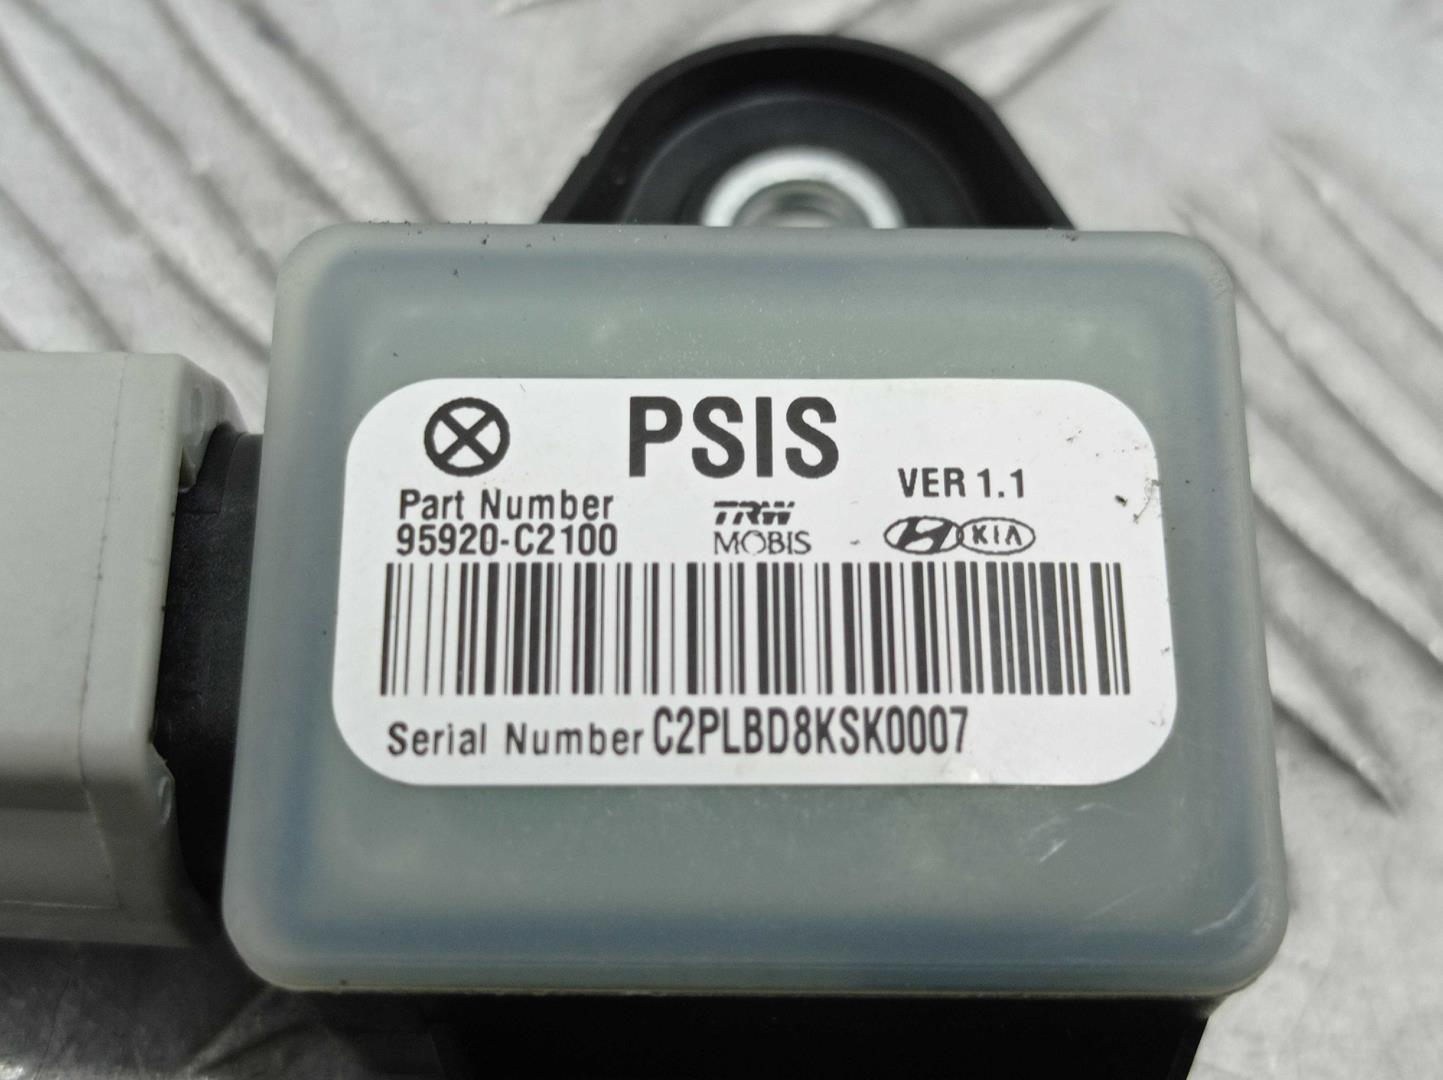 PSIS
VER 1.1
Part Number
95920-C2100
TRW
MOBIS
KIA
Serial Number C2PLBD8KSK0007